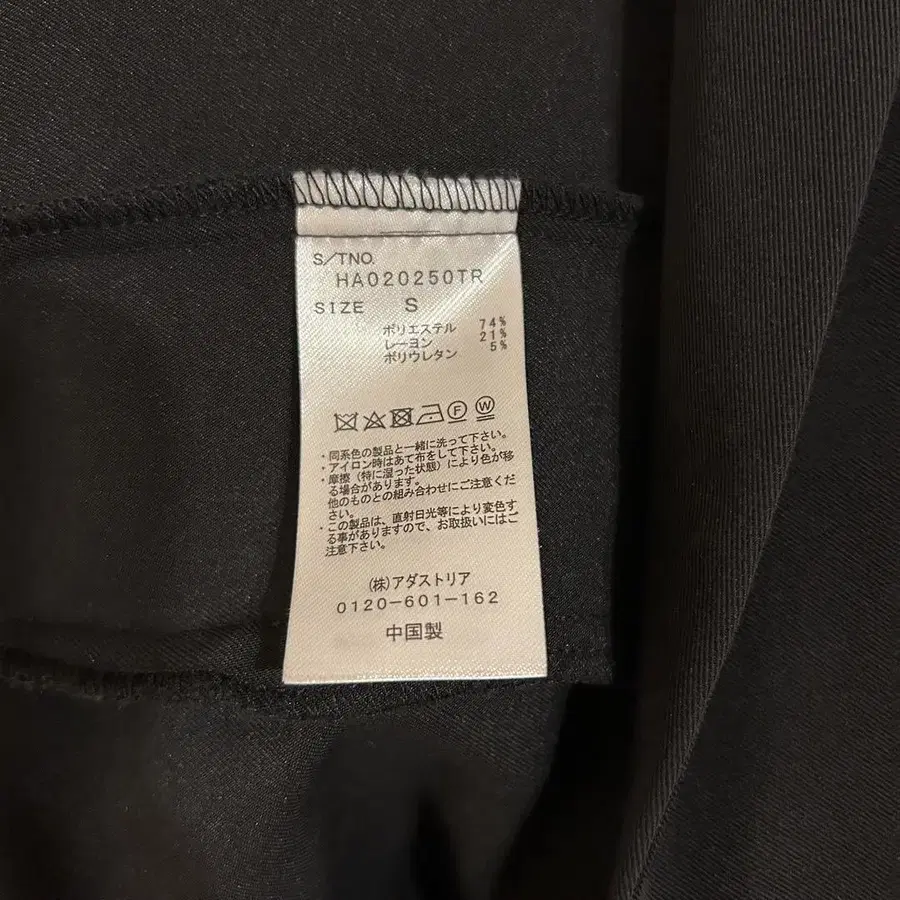 S/TNO.
HA020250TR
SIZE S
ポリエステル 74%
レーヨン 21%
ポリウレタン 5%
F W
・同系色の製品と一緒に洗って下さい。
・アイロン時はあて布をして下さい。
・摩擦（特に湿った状態）により色が移
る場合があります。
他のものとの組み合わせにご注意くだ
さい。
・この製品は、直射日光等により変色す
る事がありますので、お取扱いにはご
注意下さい。
(株)アダストリア
0120-601-162
中国製